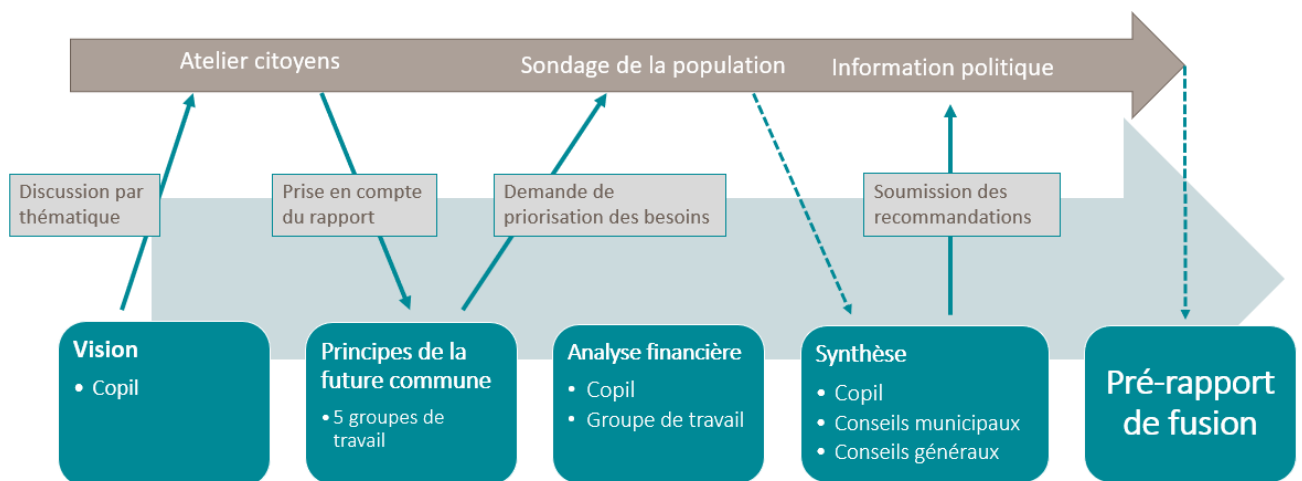 Atelier citoyens
Sondage de la population
Information politique
Discussion par
thématique
Prise en compte
du rapport
Demande de
priorisation des besoins
Soumission des
recommandations
Vision
• Copil
Principes de la
future commune
• 5 groupes de
travail
Analyse financière
• Copil
• Groupe de travail
Synthèse
• Copil
• Conseils municipaux
• Conseils généraux
Pré-rapport
de fusion